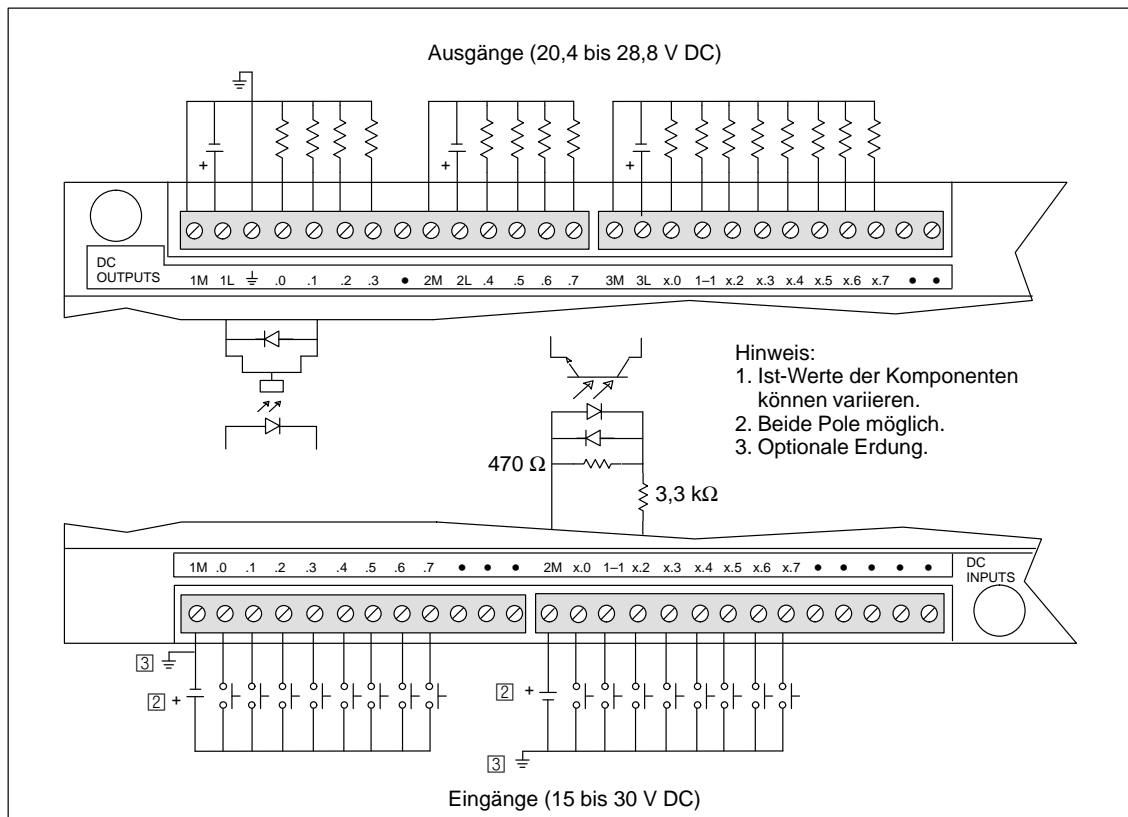 Ausgänge (20,4 bis 28,8 V DC)
+
+
+
DC
OUTPUTS
1M 1L .0 .1 .2 .3 • 2M 2L .4 .5 .6 .7 3M 3L x.0 1–1 x.2 x.3 x.4 x.5 x.6 x.7 • •
Hinweis:
1. Ist-Werte der Komponenten
können variieren.
2. Beide Pole möglich.
3. Optionale Erdung.
470 Ω
3,3 kΩ
1M .0 .1 .2 .3 .4 .5 .6 .7 • • • 2M x.0 1–1 x.2 x.3 x.4 x.5 x.6 x.7 • • • • •
DC
INPUTS
3
2 +
2 +
3
Eingänge (15 bis 30 V DC)